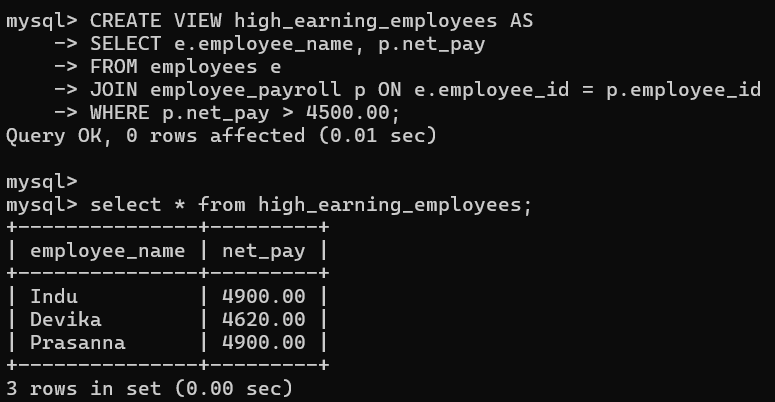 mysql> CREATE VIEW high_earning_employees AS
    -> SELECT e.employee_name, p.net_pay
    -> FROM employees e
    -> JOIN employee_payroll p ON e.employee_id = p.employee_id
    -> WHERE p.net_pay > 4500.00;
Query OK, 0 rows affected (0.01 sec)

mysql>
mysql> select * from high_earning_employees;
+---------------+---------+
| employee_name | net_pay |
+---------------+---------+
| Indu          | 4900.00 |
| Devika        | 4620.00 |
| Prasanna      | 4900.00 |
+---------------+---------+
3 rows in set (0.00 sec)